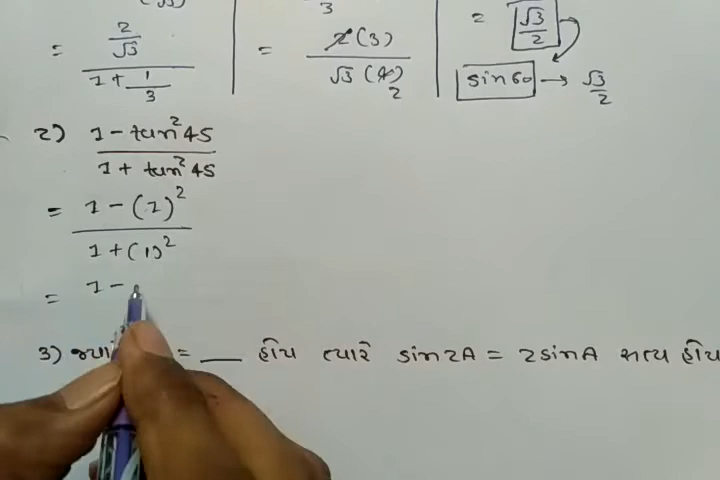 = 2/√3 / 1 + 1/3
= 2(3) / √3 (4) 2
= √3/2
sin60 → √3/2
2) 1 - tan²45 / 1 + tan²45
= 1 - (1)² / 1 + (1)²
= 1 -
3) = ___ હોય ત્યારે sin2A = 2sinA સત્ય હોય